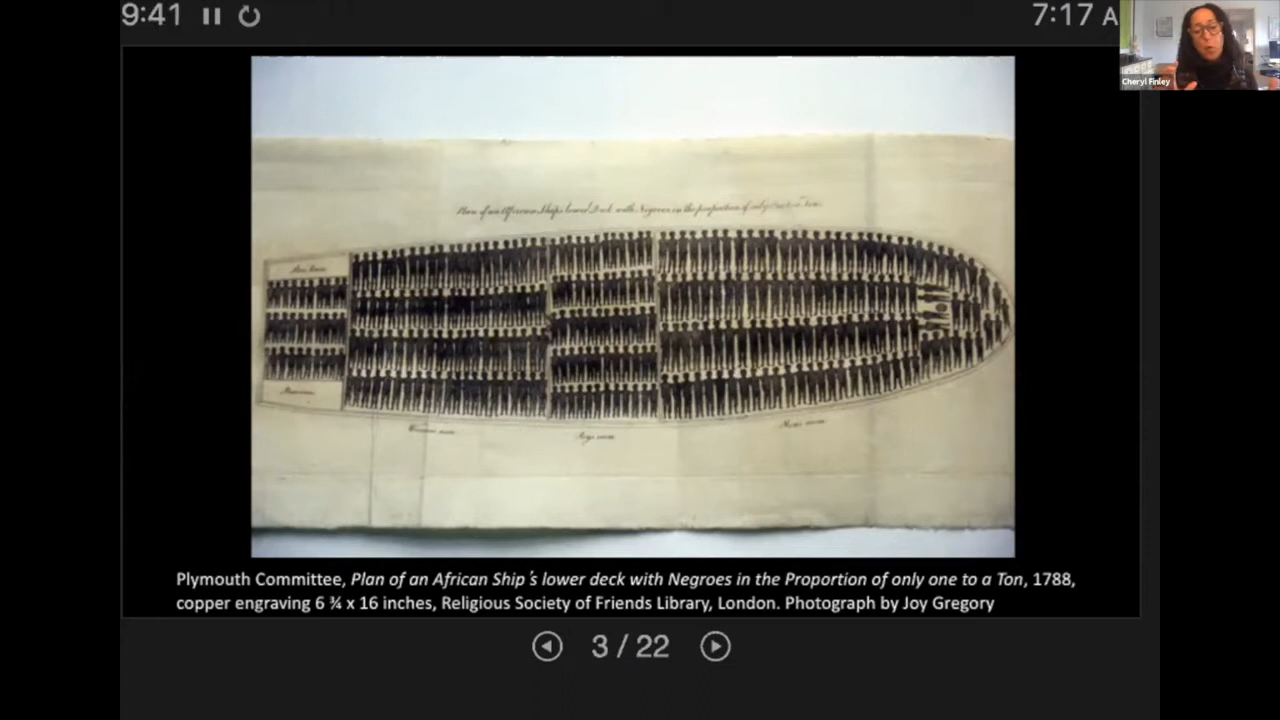 9:41
7:17 A
Cheryl Finley
Plan of an African Ship's lower Deck with Negroes in the proportion of only
Plymouth Committee, Plan of an African Ship's lower deck with Negroes in the Proportion of only one to a Ton, 1788,
copper engraving 6 ¾ x 16 inches, Religious Society of Friends Library, London. Photograph by Joy Gregory
3 / 22